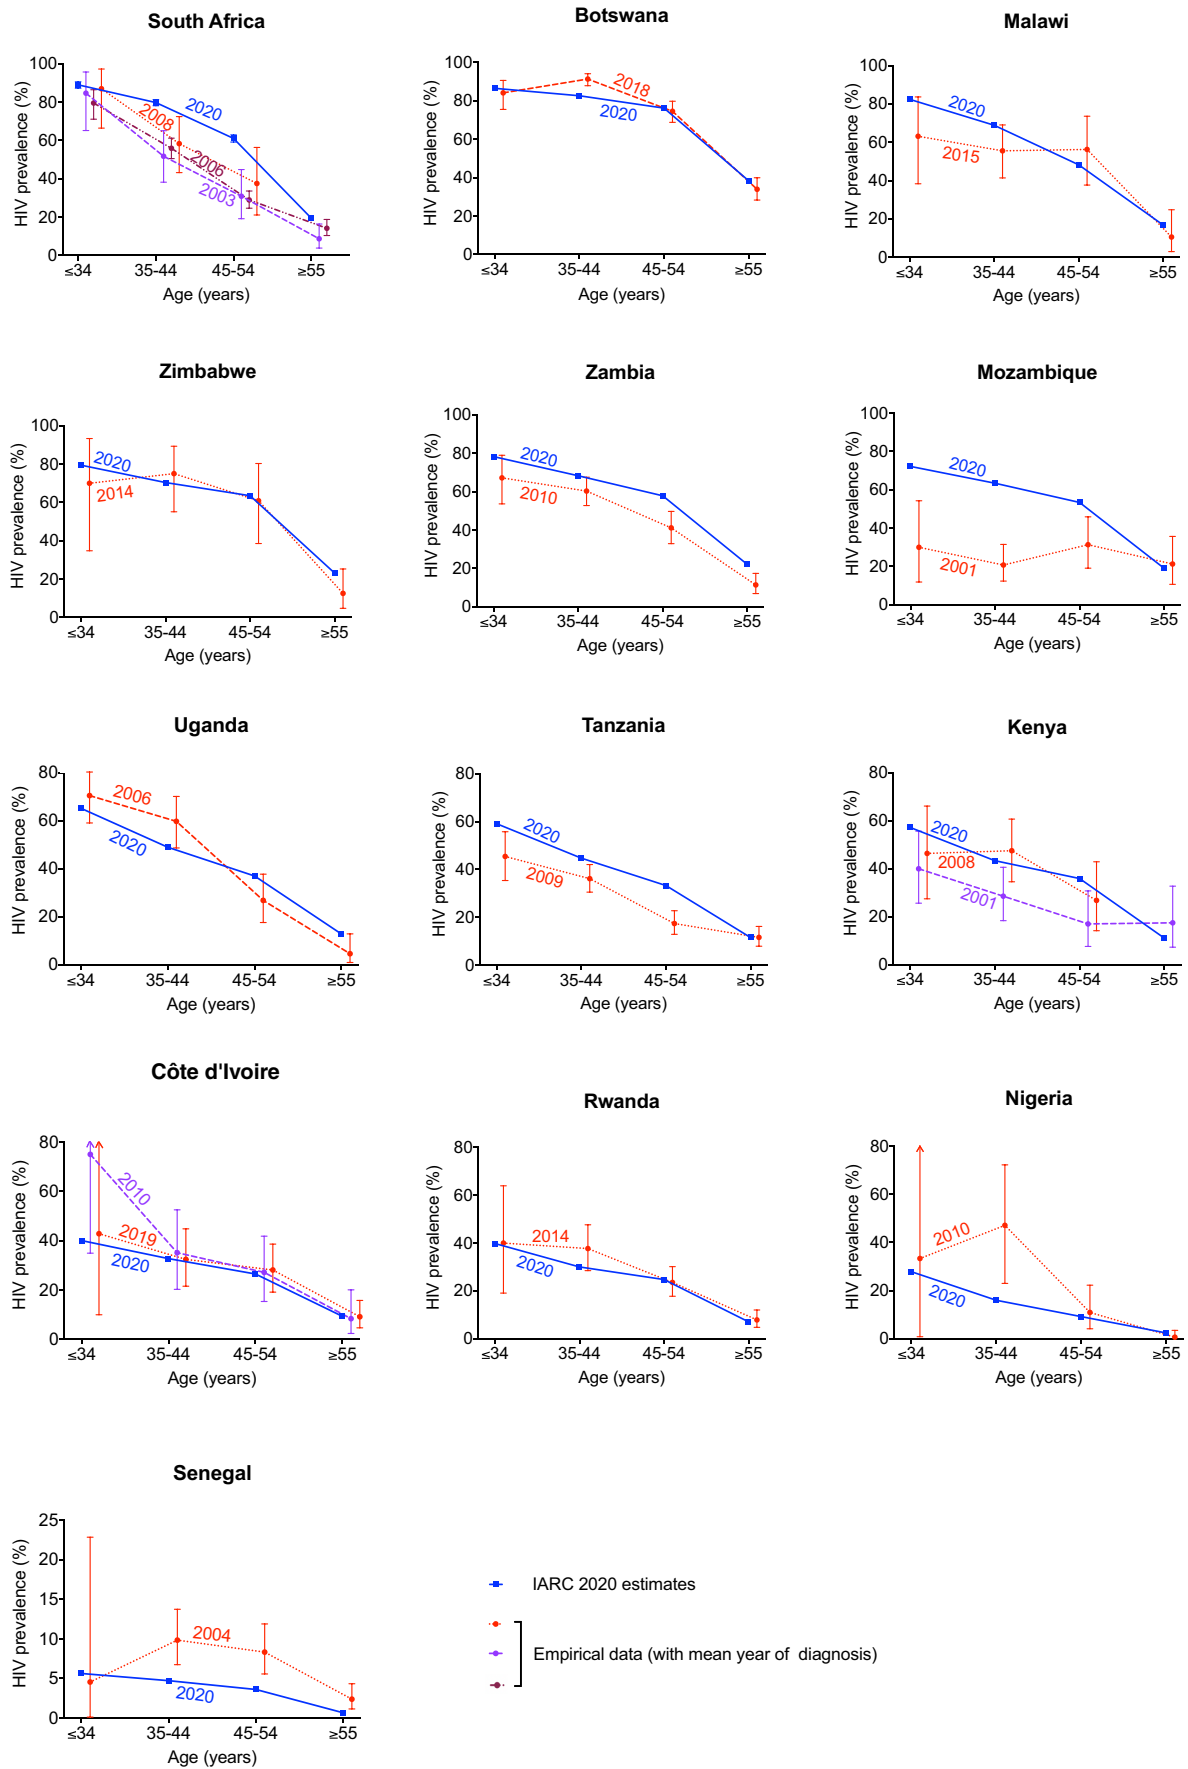 South Africa
HIV prevalence (%)
100
80
60
40
20
0
2020
2008
2006
2003
≤34 35-44 45-54 ≥55
Age (years)
Botswana
HIV prevalence (%)
100
80
60
40
20
0
2018
2020
≤34 35-44 45-54 ≥55
Age (years)
Malawi
HIV prevalence (%)
100
80
60
40
20
0
2020
2015
≤34 35-44 45-54 ≥55
Age (years)
Zimbabwe
HIV prevalence (%)
100
80
60
40
20
0
2020
2014
≤34 35-44 45-54 ≥55
Age (years)
Zambia
HIV prevalence (%)
100
80
60
40
20
0
2020
2010
≤34 35-44 45-54 ≥55
Age (years)
Mozambique
HIV prevalence (%)
100
80
60
40
20
0
2020
2001
≤34 35-44 45-54 ≥55
Age (years)
Uganda
HIV prevalence (%)
80
60
40
20
0
2006
2020
≤34 35-44 45-54 ≥55
Age (years)
Tanzania
HIV prevalence (%)
80
60
40
20
0
2020
2009
≤34 35-44 45-54 ≥55
Age (years)
Kenya
HIV prevalence (%)
80
60
40
20
0
2020
2008
2001
≤34 35-44 45-54 ≥55
Age (years)
Côte d'Ivoire
HIV prevalence (%)
80
60
40
20
0
2010
2019
2020
≤34 35-44 45-54 ≥55
Age (years)
Rwanda
HIV prevalence (%)
80
60
40
20
0
2014
2020
≤34 35-44 45-54 ≥55
Age (years)
Nigeria
HIV prevalence (%)
80
60
40
20
0
2010
2020
≤34 35-44 45-54 ≥55
Age (years)
Senegal
HIV prevalence (%)
25
20
15
10
5
0
2004
2020
≤34 35-44 45-54 ≥55
Age (years)
IARC 2020 estimates
Empirical data (with mean year of diagnosis)